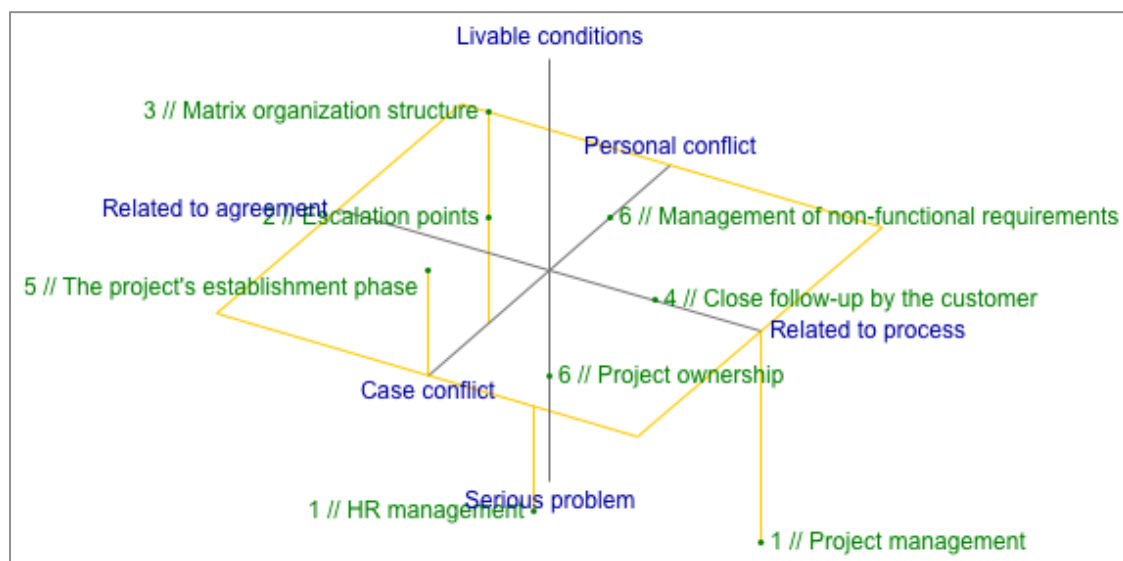 Livable conditions
3 // Matrix organization structure
Personal conflict
Related to agreement
2 // Escalation points
6 // Management of non-functional requirements
5 // The project's establishment phase
4 // Close follow-up by the customer
Related to process
6 // Project ownership
Case conflict
Serious problem
1 // HR management
1 // Project management